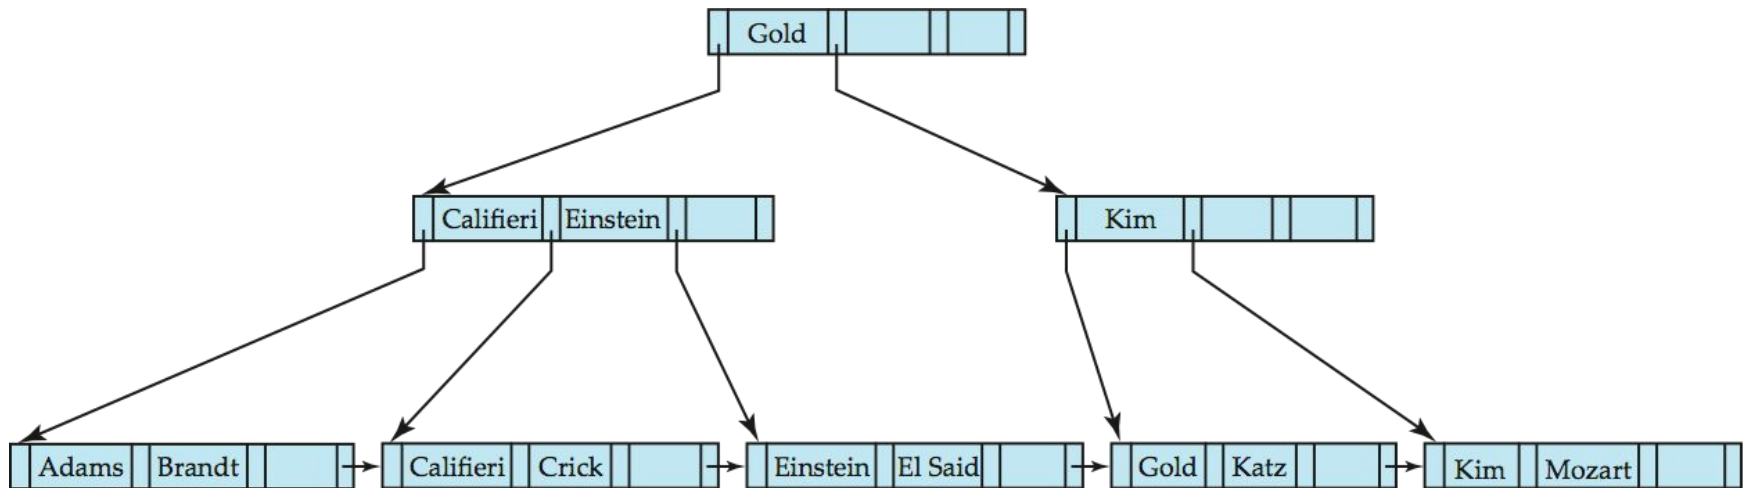 Gold
Califieri Einstein Kim
Adams Brandt Califieri Crick Einstein El Said Gold Katz Kim Mozart